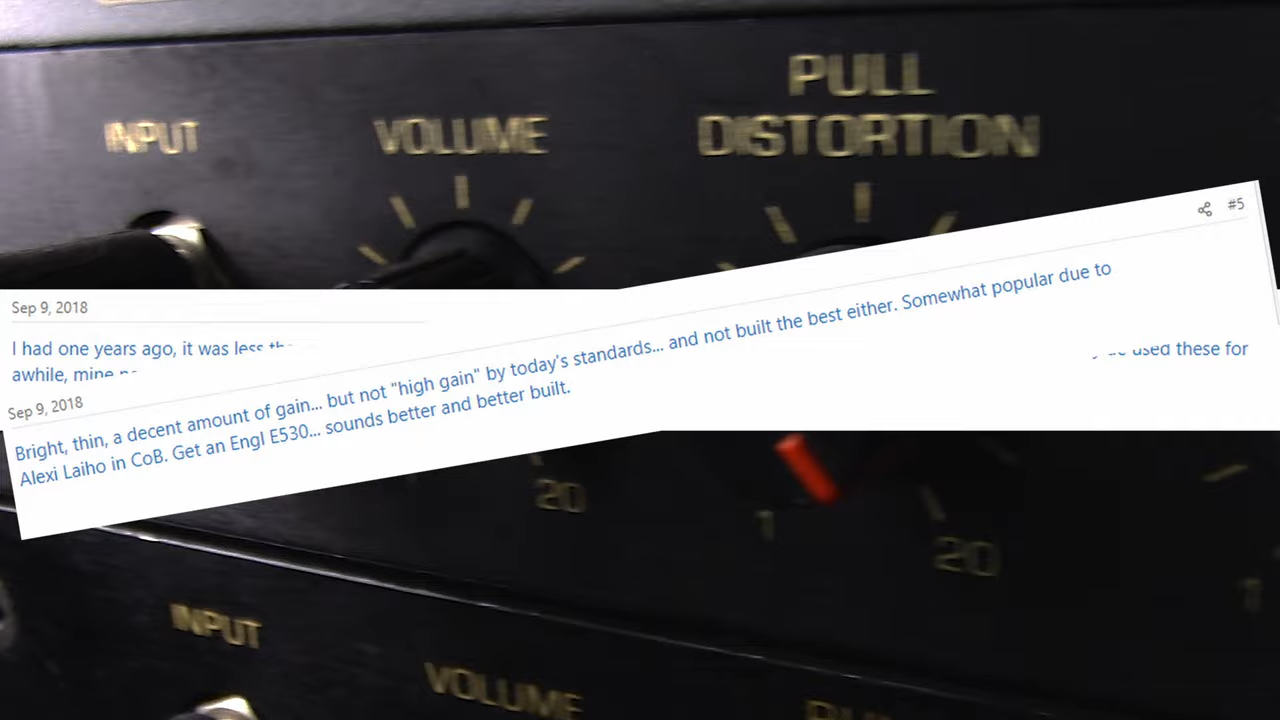 INPUT
VOLUME
PULL
DISTORTION
#5
Sep 9, 2018
I had one years ago, it was less
awhile, mine
used these for
Sep 9, 2018
Bright, thin, a decent amount of gain... but not "high gain" by today's standards... and not built the best either. Somewhat popular due to
Alexi Laiho in CoB. Get an Engl E530... sounds better and better built.
20
1
20
1
INPUT
VOLUME